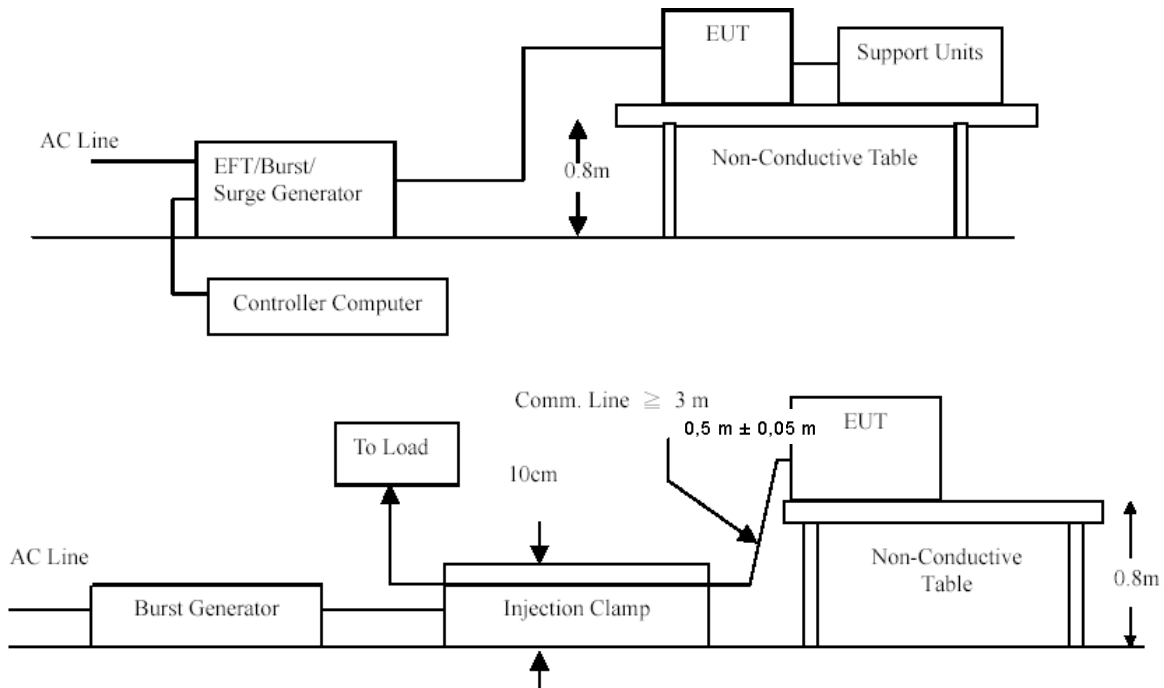 EUT
Support Units
AC Line
EFT/Burst/
Surge Generator
0.8m
Non-Conductive Table
Controller Computer
Comm. Line ≧ 3 m
0,5 m ± 0,05 m
EUT
To Load
10cm
AC Line
Burst Generator
Injection Clamp
Non-Conductive
Table
0.8m